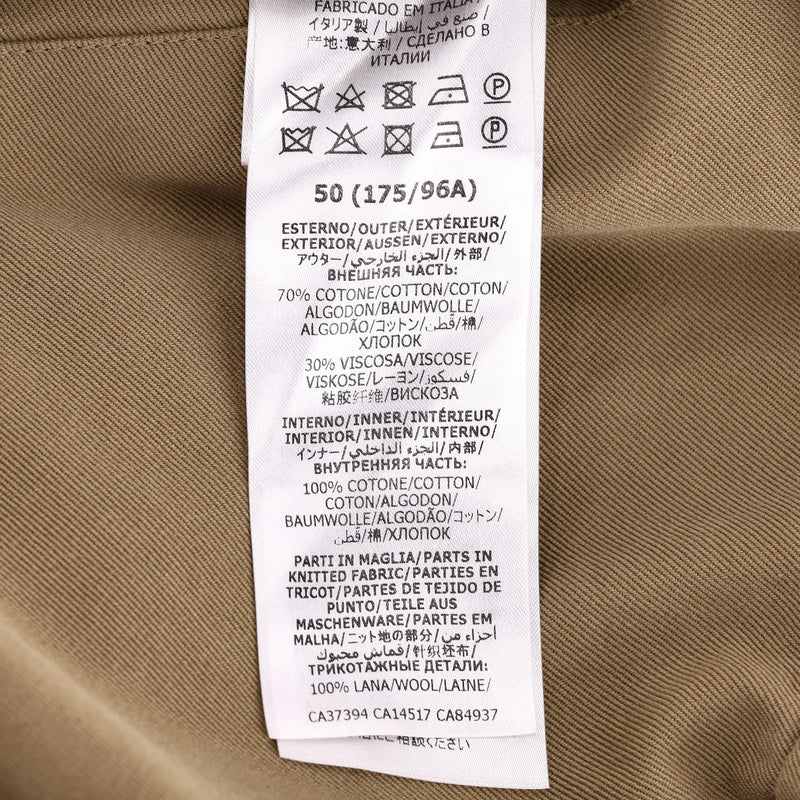 FABRICADO EM ITALIA /
イタリア製 / صنع في إيطاليا /
产地:意大利 / СДЕЛАНО В
ИТАЛИИ
P
P
50 (175/96A)
ESTERNO/OUTER/EXTÉRIEUR/
EXTERIOR/AUSSEN/EXTERNO/
アウター/الجزء الخارجي/外部/
ВНЕШНЯЯ ЧАСТЬ:
70% COTONE/COTTON/COTON/
ALGODON/BAUMWOLLE/
ALGODÃO/コットン/قطن/棉/
ХЛОПОК
30% VISCOSA/VISCOSE/
VISKOSE/レーヨン/فسكوز/
粘胶纤维/ВИСКОЗА
INTERNO/INNER/INTÉRIEUR/
INTERIOR/INNEN/INTERNO/
インナー/الجزء الداخلي/内部/
ВНУТРЕННЯЯ ЧАСТЬ:
100% COTONE/COTTON/
COTON/ALGODON/
BAUMWOLLE/ALGODÃO/コットン/
قطن/棉/ХЛОПОК
PARTI IN MAGLIA/PARTS IN
KNITTED FABRIC/PARTIES EN
TRICOT/PARTES DE TEJIDO DE
PUNTO/TEILE AUS
MASCHENWARE/PARTES EM
MALHA/ニット地の部分/أجزاء من
قماش محبوك/针织坯布/
ТРИКОТАЖНЫЕ ДЕТАЛИ:
100% LANA/WOOL/LAINE/
CA37394 CA14517 CA84937
ください